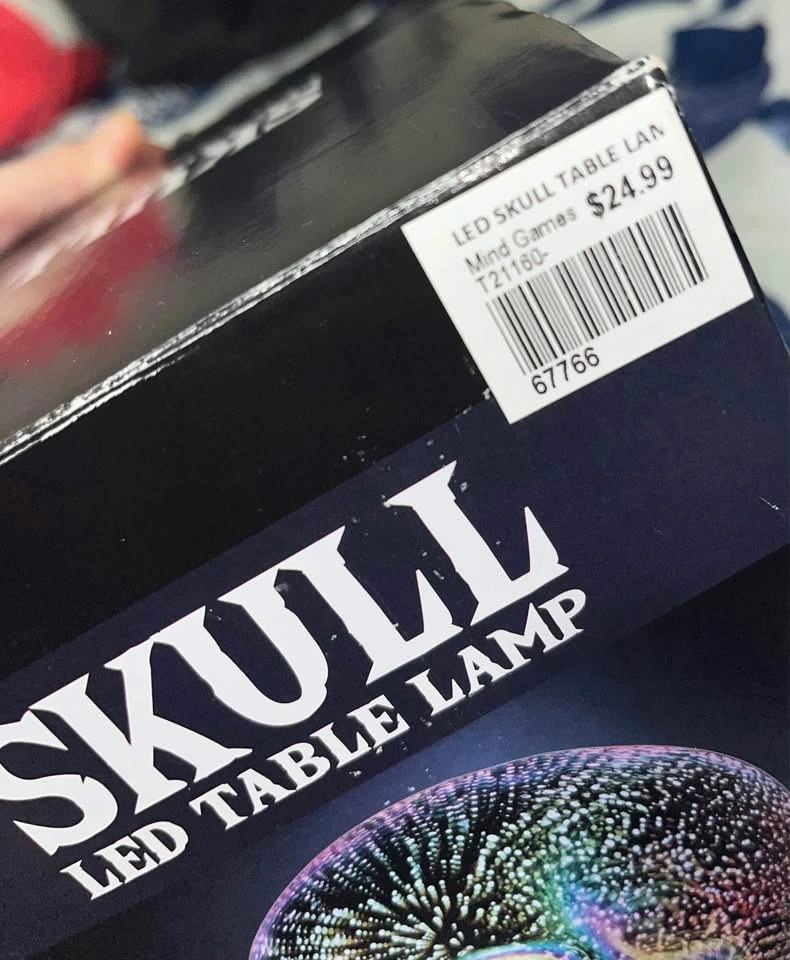 LED SKULL TABLE LAN
Mind Games $24.99
T21160-
67766
SKULL
LED TABLE LAMP